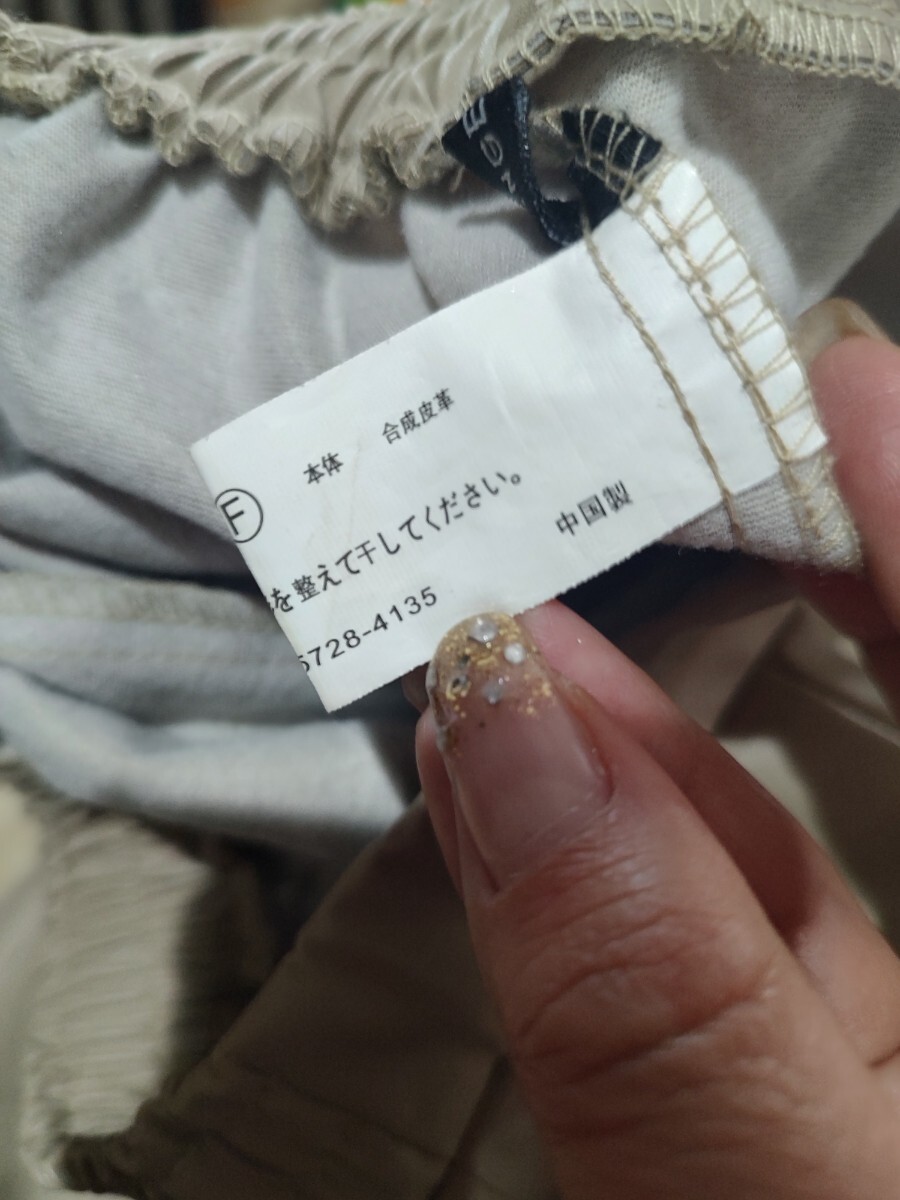 本体 合成皮革
F
を整えて干してください。
中国製
5728-4135